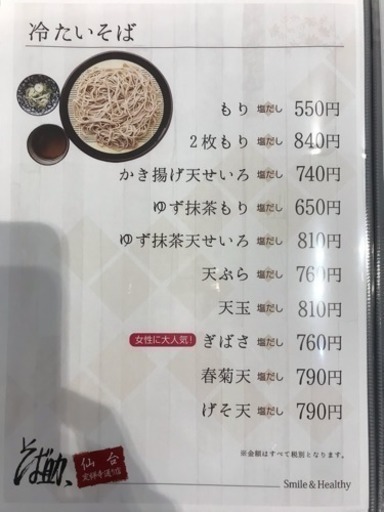 冷たいそば
もり 塩だし 550円
2枚もり 塩だし 840円
かき揚げ天せいろ 塩だし 740円
ゆず抹茶もり 塩だし 650円
ゆず抹茶天せいろ 塩だし 810円
天ぷら 塩だし 760円
天玉 塩だし 810円
女性に大人気! ぎばさ 塩だし 760円
春菊天 塩だし 790円
げそ天 塩だし 790円
※金額はすべて税別となります。
そば助、
仙台
Smile & Healthy